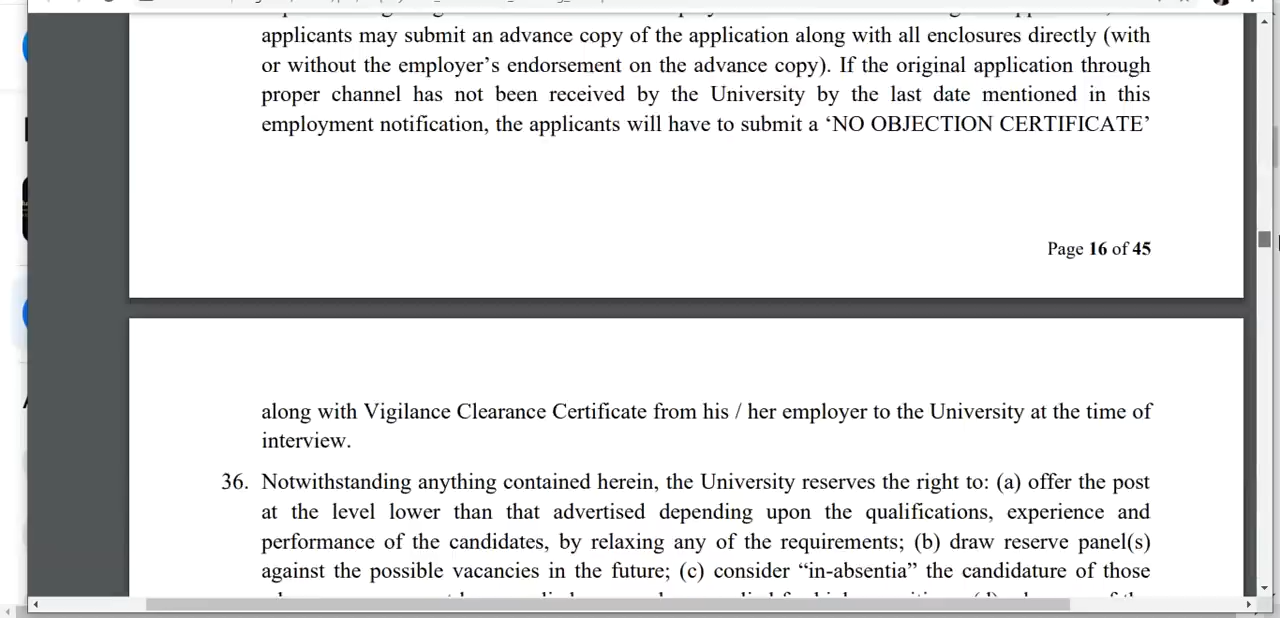 applicants may submit an advance copy of the application along with all enclosures directly (with
or without the employer’s endorsement on the advance copy). If the original application through
proper channel has not been received by the University by the last date mentioned in this
employment notification, the applicants will have to submit a ‘NO OBJECTION CERTIFICATE’
Page 16 of 45
along with Vigilance Clearance Certificate from his / her employer to the University at the time of
interview.
36. Notwithstanding anything contained herein, the University reserves the right to: (a) offer the post
at the level lower than that advertised depending upon the qualifications, experience and
performance of the candidates, by relaxing any of the requirements; (b) draw reserve panel(s)
against the possible vacancies in the future; (c) consider “in-absentia” the candidature of those